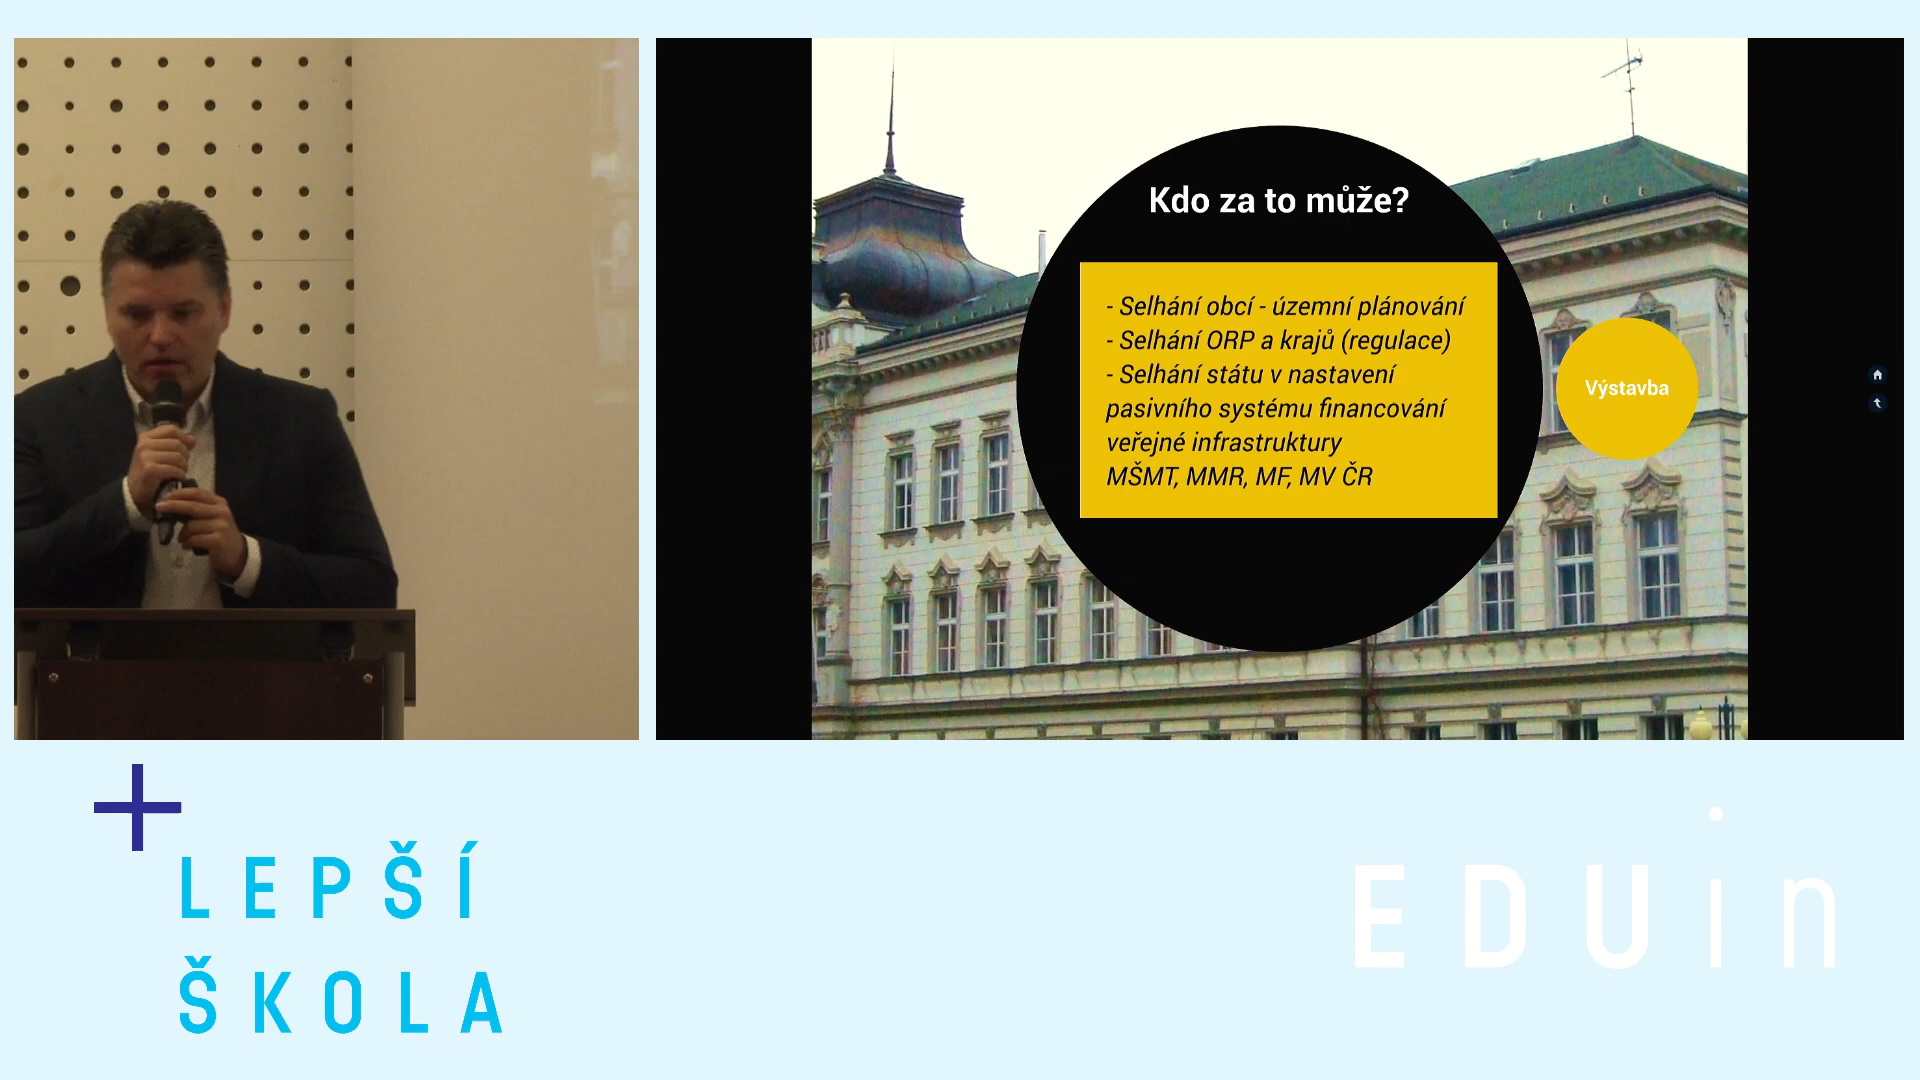 Kdo za to může?
- Selhání obcí - územní plánování
- Selhání ORP a krajů (regulace)
- Selhání státu v nastavení
pasivního systému financování
veřejné infrastruktury
MŠMT, MMR, MF, MV ČR
Výstavba
LEPŠÍ
ŠKOLA
EDUin